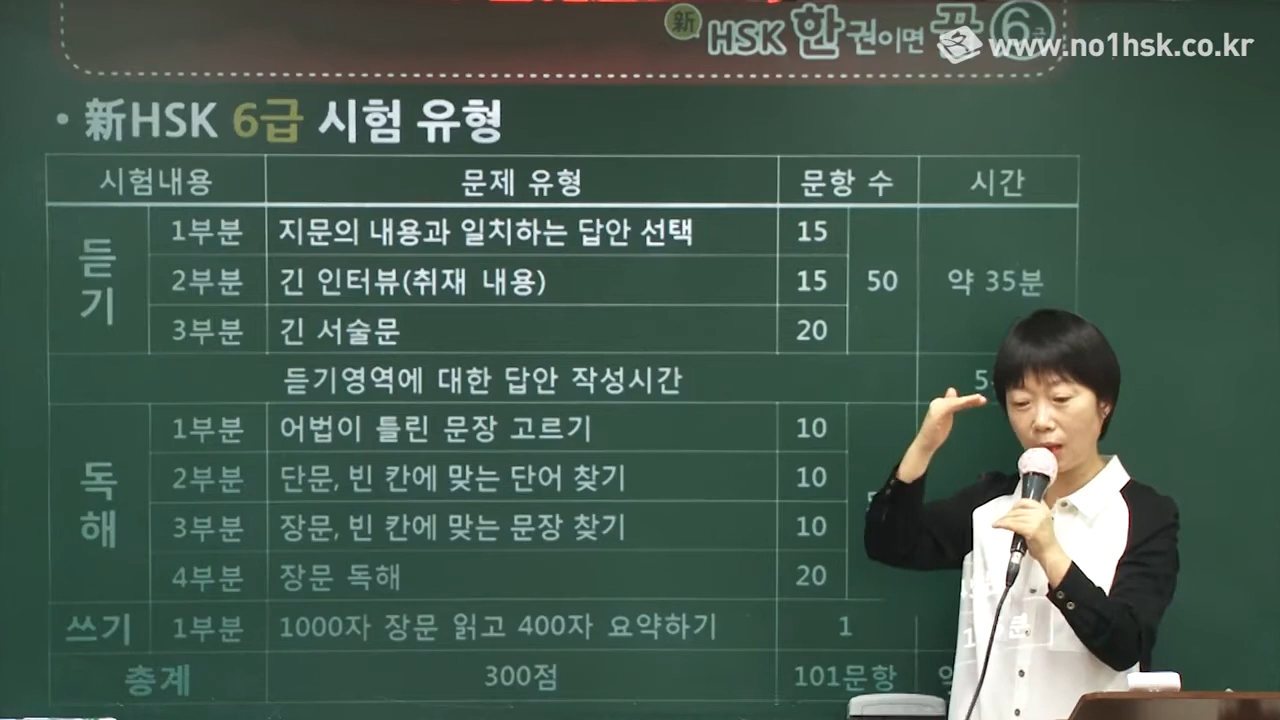 新 HSK 한권이면 끝 6급
www.no1hsk.co.kr
• 新HSK 6급 시험 유형
시험내용 문제 유형 문항 수 시간
듣기 1부분 지문의 내용과 일치하는 답안 선택 15 50 약 35분
2부분 긴 인터뷰(취재 내용) 15
3부분 긴 서술문 20
듣기영역에 대한 답안 작성시간 5
독해 1부분 어법이 틀린 문장 고르기 10
2부분 단문, 빈 칸에 맞는 단어 찾기 10
3부분 장문, 빈 칸에 맞는 문장 찾기 10
4부분 장문 독해 20
쓰기 1부분 1000자 장문 읽고 400자 요약하기 1
총계 300점 101문항